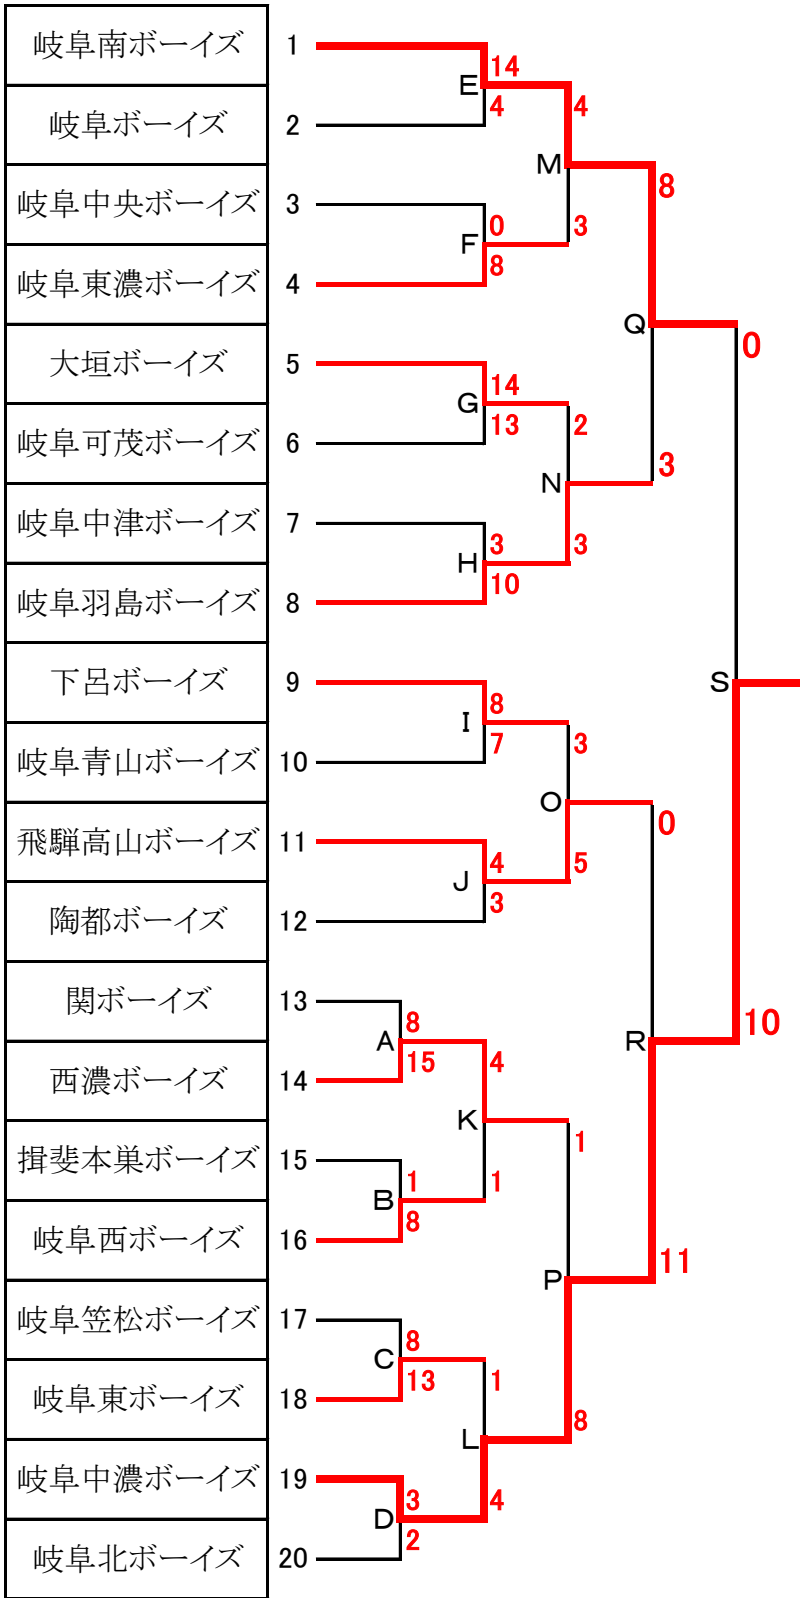 岐阜南ボーイズ 1
14
E 4
4
岐阜ボーイズ 2
M 8
岐阜中央ボーイズ 3
0 3
F
8
岐阜東濃ボーイズ 4
Q 0
大垣ボーイズ 5
14
G 2
13
岐阜可茂ボーイズ 6
3
N
岐阜中津ボーイズ 7
3 3
H
10
岐阜羽島ボーイズ 8
下呂ボーイズ 9
S
8
I 3
7
岐阜青山ボーイズ 10
O 0
飛騨高山ボーイズ 11
4 5
J
3
陶都ボーイズ 12
関ボーイズ 13
8 10
A R
15 4
西濃ボーイズ 14
K 1
揖斐本巣ボーイズ 15
1 1
B
8
岐阜西ボーイズ 16
11
P
岐阜笠松ボーイズ 17
8
C
13 1
岐阜東ボーイズ 18
8
L
岐阜中濃ボーイズ 19
3 4
D
2
岐阜北ボーイズ 20